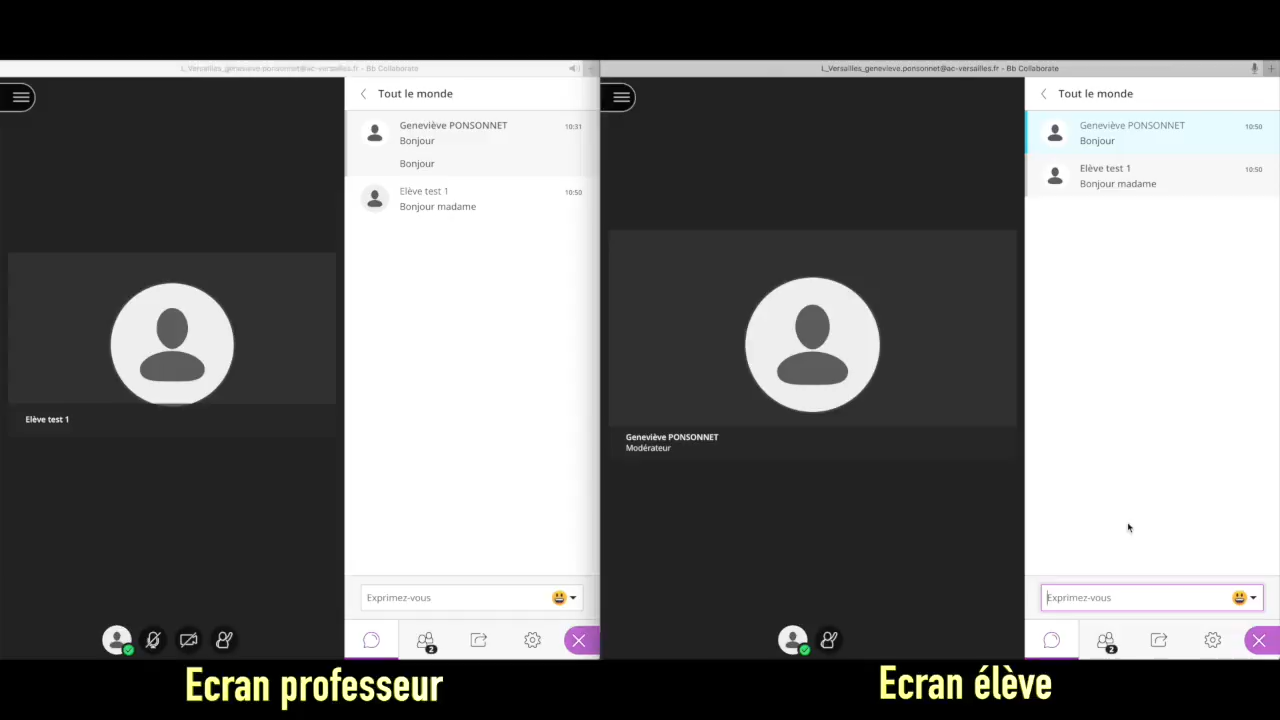 L_Versailles_genevieve.ponsonnet@ac-versailles.fr - Bb Collaborate
Tout le monde
Geneviève PONSONNET 10:31
Bonjour
Bonjour
Elève test 1 10:50
Bonjour madame
Elève test 1
Exprimez-vous
2
Ecran professeur
L_Versailles_genevieve.ponsonnet@ac-versailles.fr - Bb Collaborate
Tout le monde
Geneviève PONSONNET 10:50
Bonjour
Elève test 1 10:50
Bonjour madame
Geneviève PONSONNET
Modérateur
Exprimez-vous
2
Ecran élève